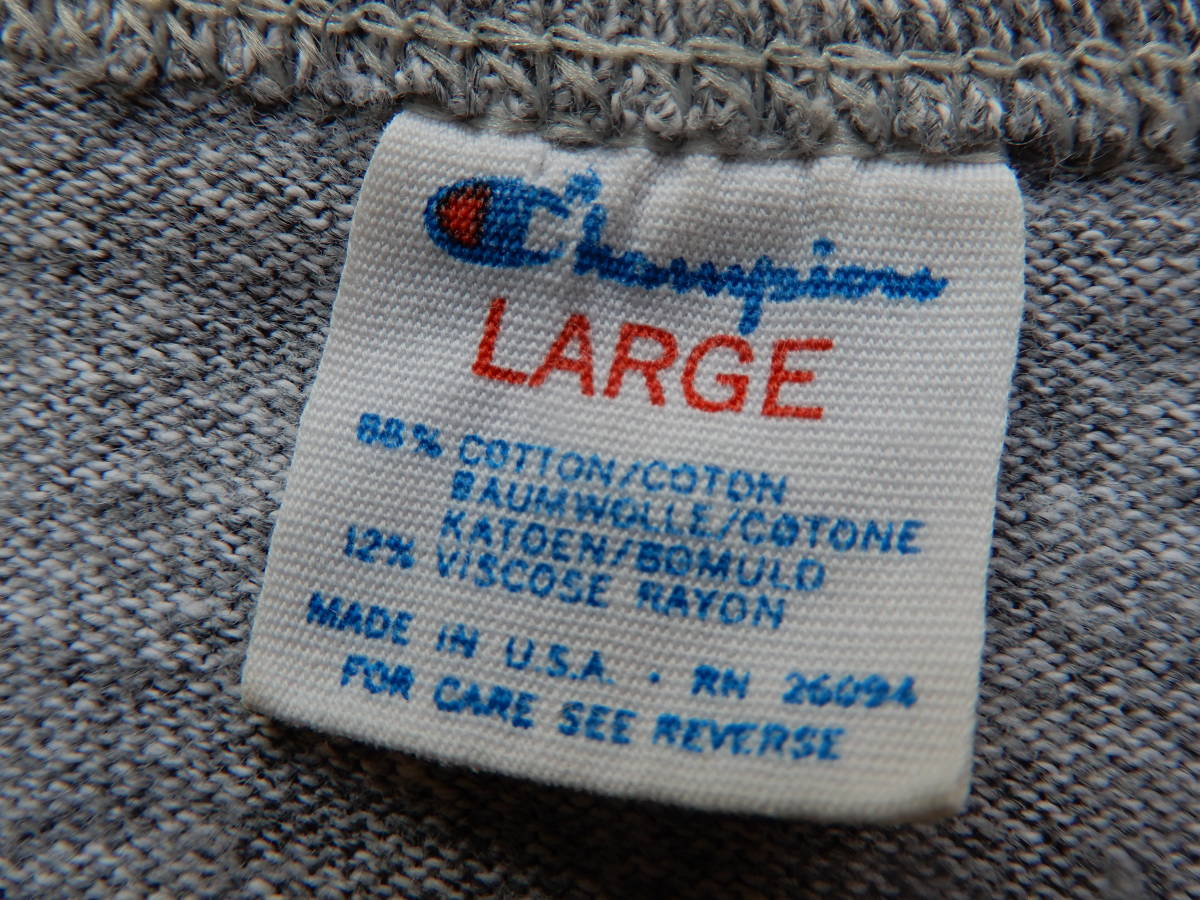 Champion
LARGE
88% COTTON/COTON
BAUMWOLLE/COTONE
KATOEN/BOMULD
12% VISCOSE RAYON
MADE IN U.S.A. · RN 26094
FOR CARE SEE REVERSE